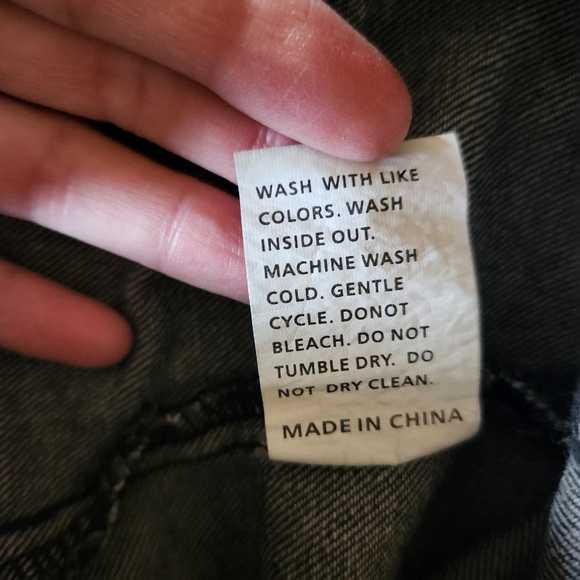 WASH WITH LIKE
COLORS. WASH
INSIDE OUT.
MACHINE WASH
COLD. GENTLE
CYCLE. DONOT
BLEACH. DO NOT
TUMBLE DRY. DO
NOT DRY CLEAN.
MADE IN CHINA